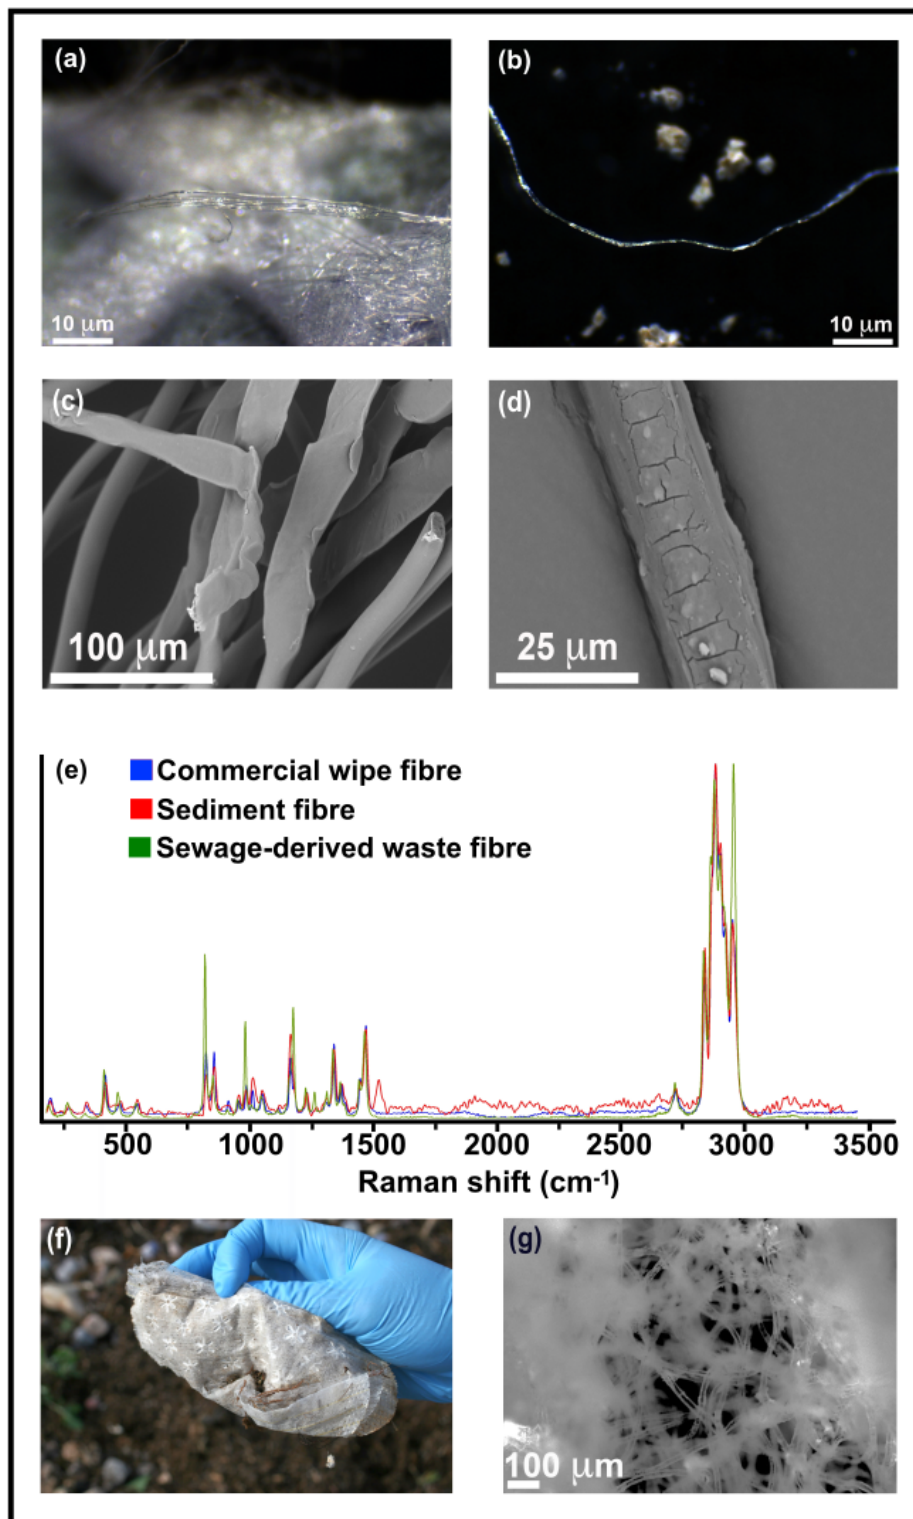 (a)
10 μm
(b)
10 μm
(c)
100 μm
(d)
25 μm
(e)
Commercial wipe fibre
Sediment fibre
Sewage-derived waste fibre
500 1000 1500 2000 2500 3000 3500
Raman shift (cm-1)
(f)
(g)
100 μm